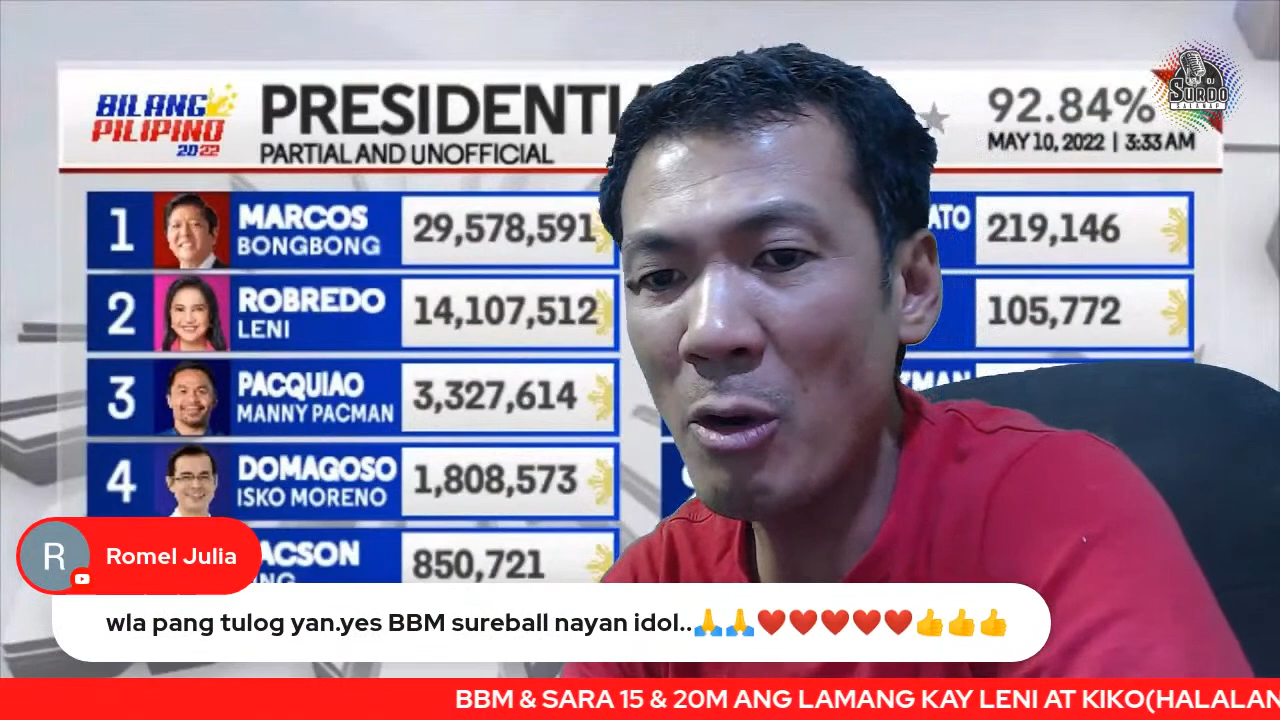 BILANG
PILIPINO
2022
PRESIDENTI
PARTIAL AND UNOFFICIAL
92.84%
MAY 10, 2022 | 3:33 AM
SURDO
1
MARCOS
BONGBONG
29,578,591
2
ROBREDO
LENI
14,107,512
3
PACQUIAO
MANNY PACMAN
3,327,614
4
DOMAGOSO
ISKO MORENO
1,808,573
ACSON
850,721
ATO
219,146
105,772
R
Romel Julia
wla pang tulog yan.yes BBM sureball nayan idol..🙏🙏❤️❤️❤️❤️❤️👍👍👍
BBM & SARA 15 & 20M ANG LAMANG KAY LENI AT KIKO(HALALAN